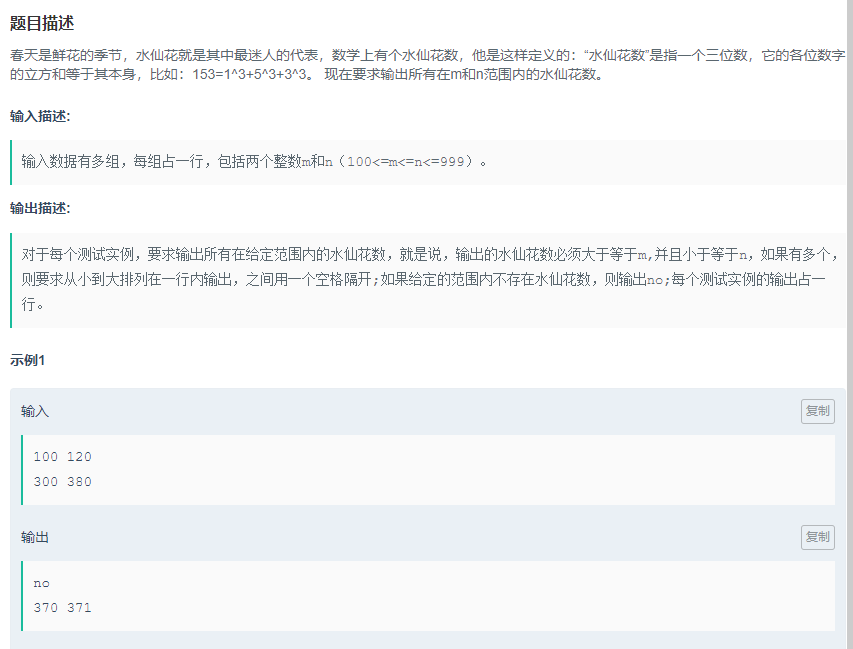 题目描述
春天是鲜花的季节，水仙花就是其中最迷人的代表，数学上有个水仙花数，他是这样定义的：“水仙花数”是指一个三位数，它的各位数字
的立方和等于其本身，比如：153=1^3+5^3+3^3。 现在要求输出所有在m和n范围内的水仙花数。
输入描述:
输入数据有多组，每组占一行，包括两个整数m和n（100<=m<=n<=999）。
输出描述:
对于每个测试实例，要求输出所有在给定范围内的水仙花数，就是说，输出的水仙花数必须大于等于m,并且小于等于n，如果有多个，
则要求从小到大排列在一行内输出，之间用一个空格隔开;如果给定的范围内不存在水仙花数，则输出no;每个测试实例的输出占一
行。
示例1
输入
复制
100 120
300 380
输出
复制
no
370 371